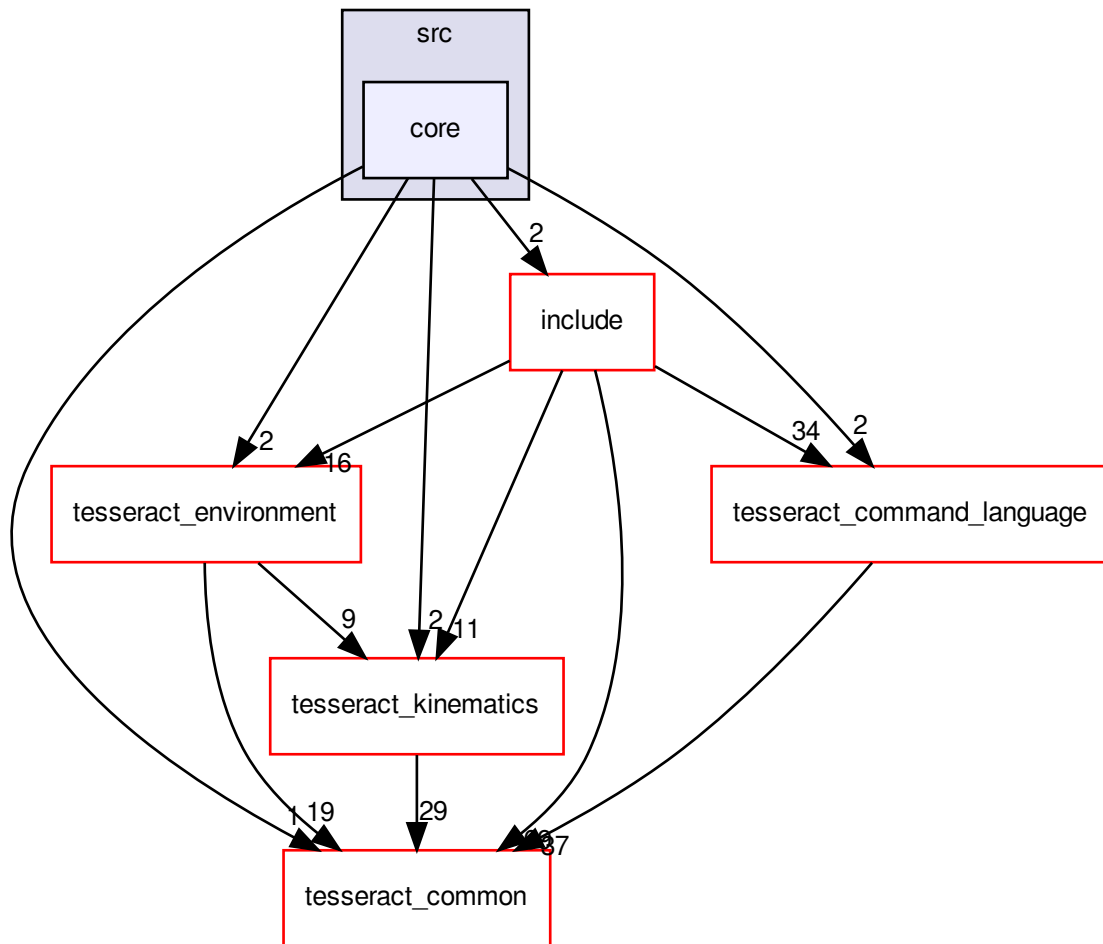 src
core
2
include
2
16
34
2
tesseract_environment
tesseract_command_language
9
2
11
tesseract_kinematics
1
19
29
37
tesseract_common